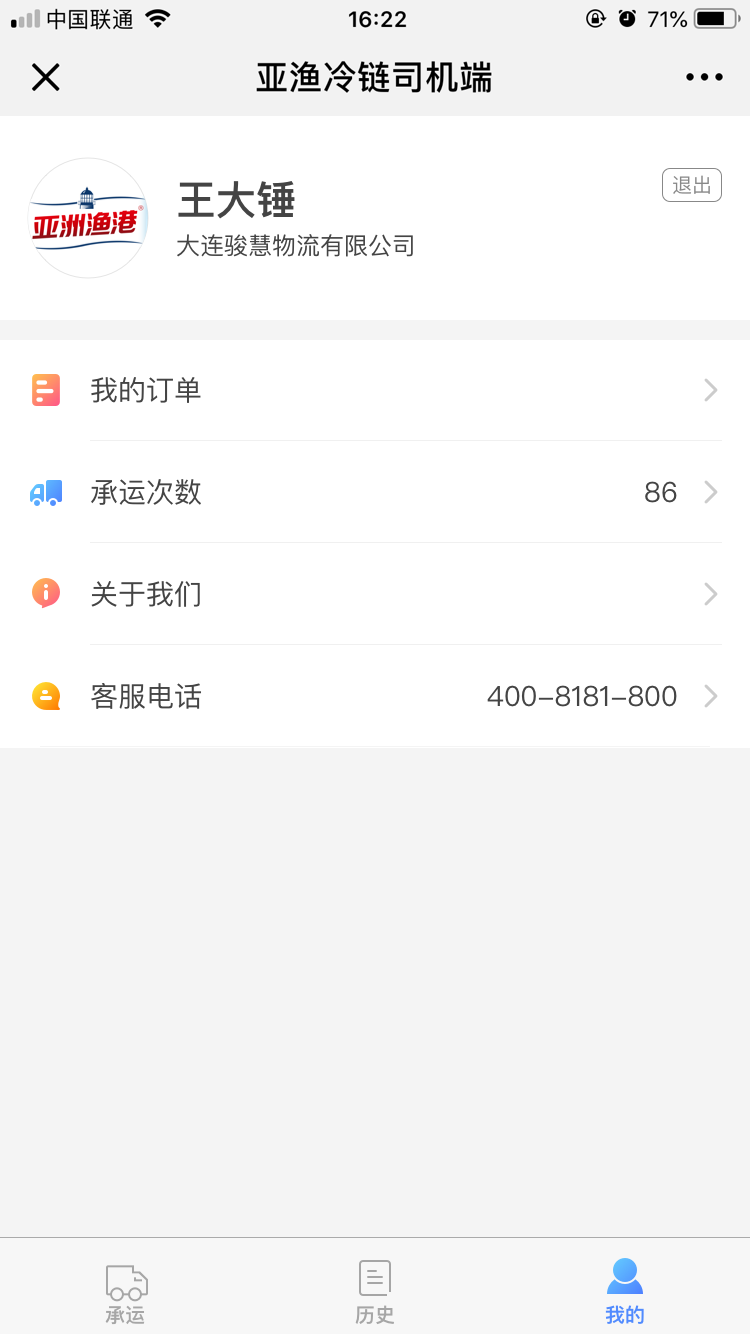 中国联通
16:22
71%
亚渔冷链司机端
亚洲渔港®
王大锤
退出
大连骏慧物流有限公司
我的订单
承运次数
86
关于我们
客服电话
400-8181-800
承运
历史
我的